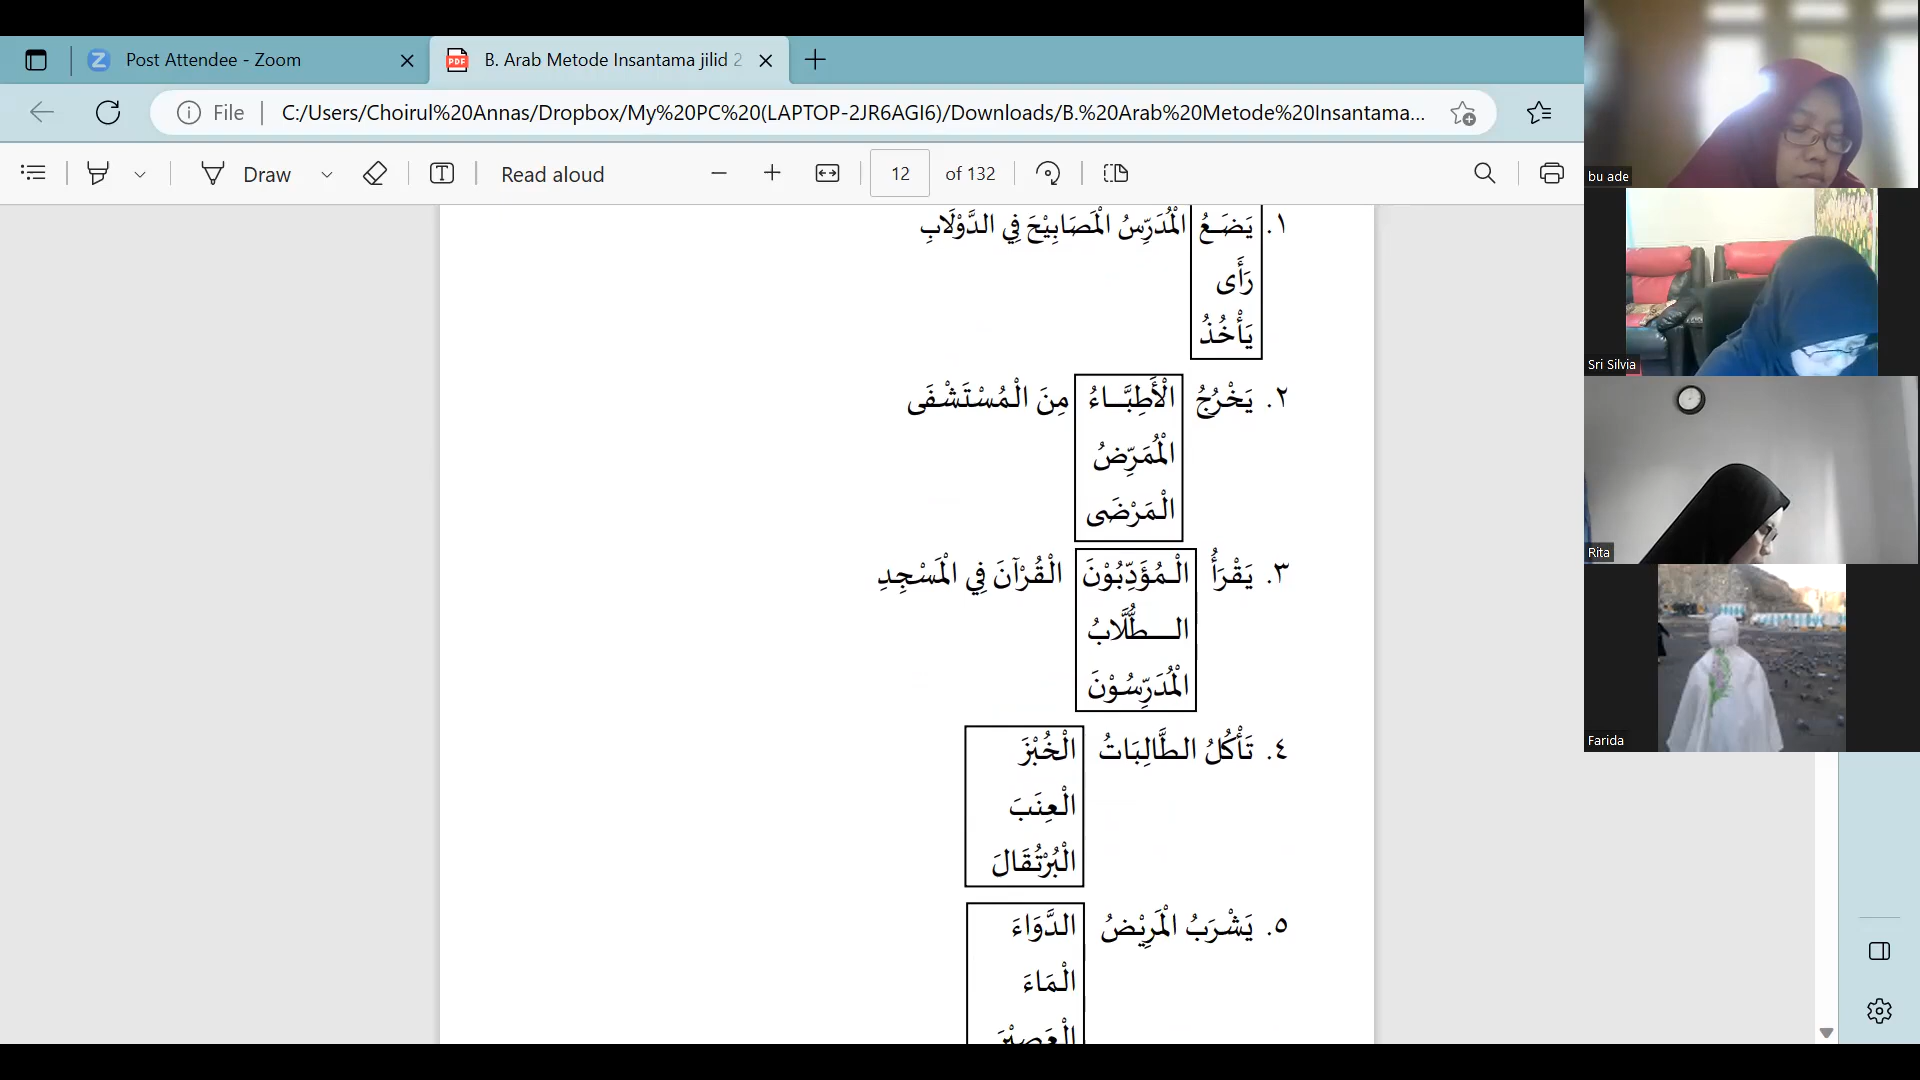 Post Attendee - Zoom
B. Arab Metode Insantama jilid 2
File
C:/Users/Choirul%20Annas/Dropbox/My%20PC%20(LAPTOP-2JR6AGI6)/Downloads/B.%20Arab%20Metode%20Insantama...
Draw
Read aloud
12 of 132
١. يَضَعُ الْمُدَرِّسُ الْمَصَابِيْحَ فِي الدَّوْلَابِ
رَأَى
يَأْخُذُ
٢. يَخْرُجُ الْأَطِبَّاءُ مِنَ الْمُسْتَشْفَى
الْمُمَرِّضُ
الْمَرْضَى
٣. يَقْرَأُ الْمُؤَدِّبُوْنَ الْقُرْآنَ فِي الْمَسْجِدِ
الطُّلَّابُ
الْمُدَرِّسُوْنَ
٤. تَأْكُلُ الطَّالِبَاتُ الْخُبْزَ
الْعِنَبَ
الْبُرْتُقَالَ
٥. يَشْرَبُ الْمَرِيْضُ الدَّوَاءَ
الْمَاءَ
الْعَصِيْرَ
bu ade
Sri Silvia
Rita
Farida